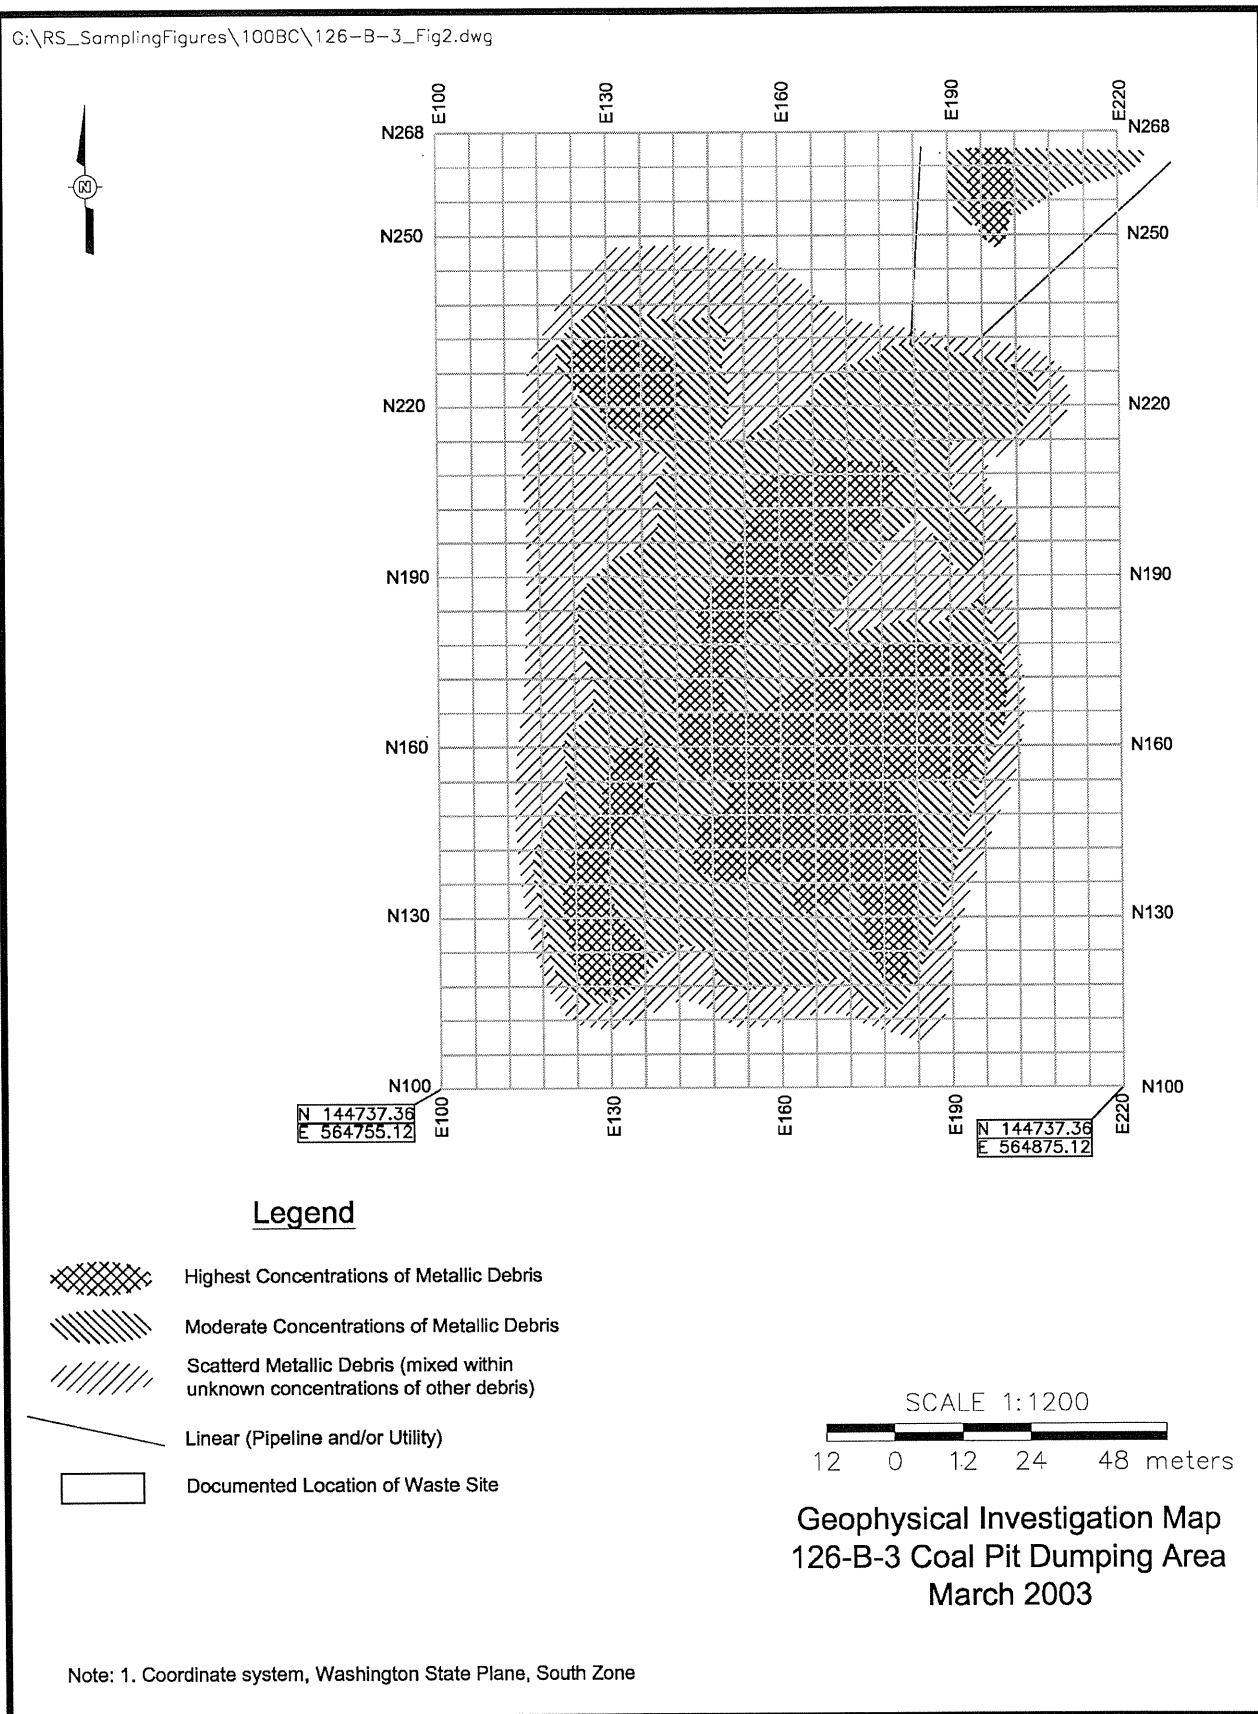 G:\RS_SamplingFigures\100BC\126-B-3_Fig2.dwg
E100 E130 E160 E190 E220
N268 N268
N
N250 N250
N220 N220
N190 N190
N160 N160
N130 N130
N100 N100
N 144737.36
E 564755.12
E100 E130 E160 E190 E220
N 144737.36
E 564875.12
Legend
Highest Concentrations of Metallic Debris
Moderate Concentrations of Metallic Debris
Scatterd Metallic Debris (mixed within
unknown concentrations of other debris)
Linear (Pipeline and/or Utility)
Documented Location of Waste Site
SCALE 1:1200
12 0 12 24 48 meters
Geophysical Investigation Map
126-B-3 Coal Pit Dumping Area
March 2003
Note: 1. Coordinate system, Washington State Plane, South Zone